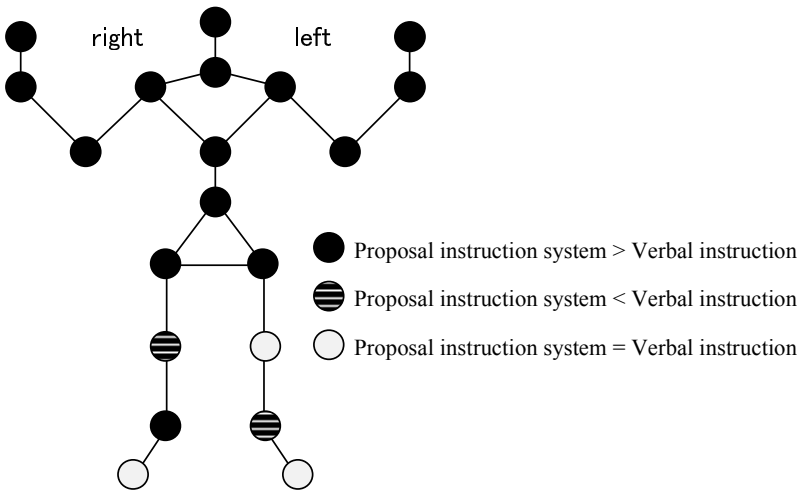 right left
Proposal instruction system > Verbal instruction
Proposal instruction system < Verbal instruction
Proposal instruction system = Verbal instruction